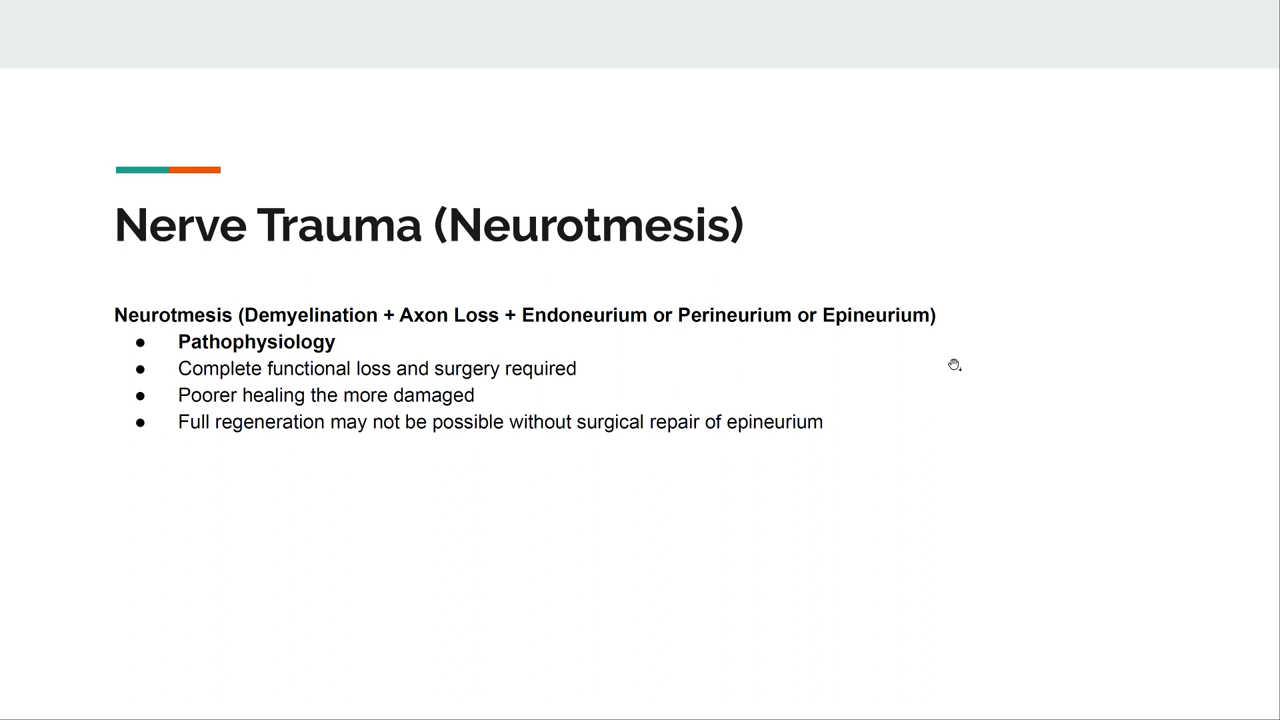 Nerve Trauma (Neurotmesis)
Neurotmesis (Demyelination + Axon Loss + Endoneurium or Perineurium or Epineurium)
● Pathophysiology
● Complete functional loss and surgery required
● Poorer healing the more damaged
● Full regeneration may not be possible without surgical repair of epineurium